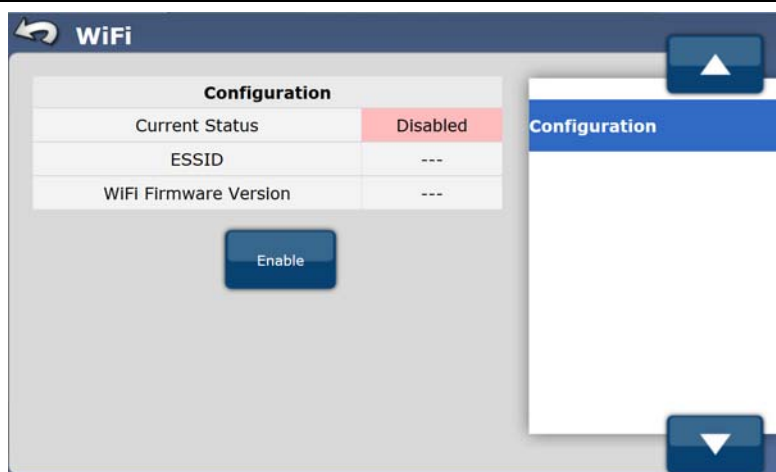 WiFi
Configuration
Current Status Disabled
ESSID ---
WiFi Firmware Version ---
Enable
Configuration